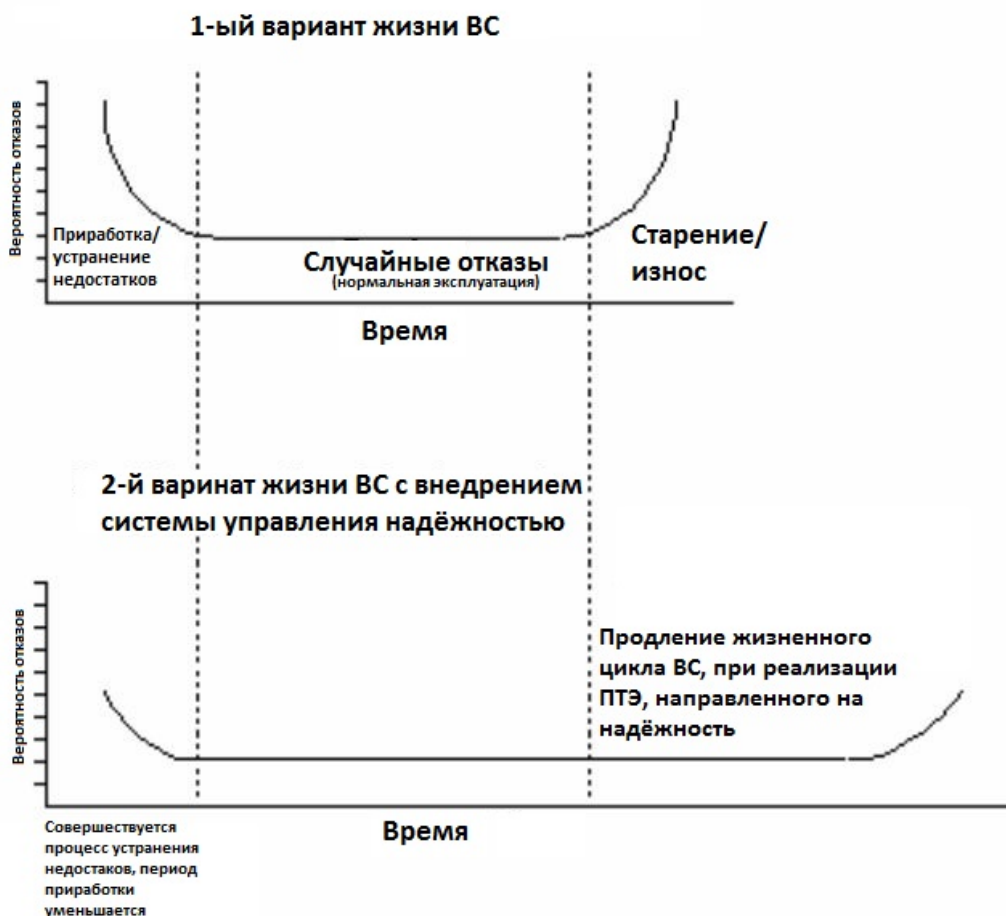 1-ый вариант жизни ВС
Вероятность отказов
Приработка/
устранение
недостатков
Случайные отказы
(нормальная эксплуатация)
Старение/
износ
Время
2-й варинат жизни ВС с внедрением
системы управления надёжностью
Вероятность отказов
Продление жизненного
цикла ВС, при реализации
ПТЭ, направленного на
надёжность
Время
Совершествуется
процесс устранения
недостаков, период
приработки
уменьшается